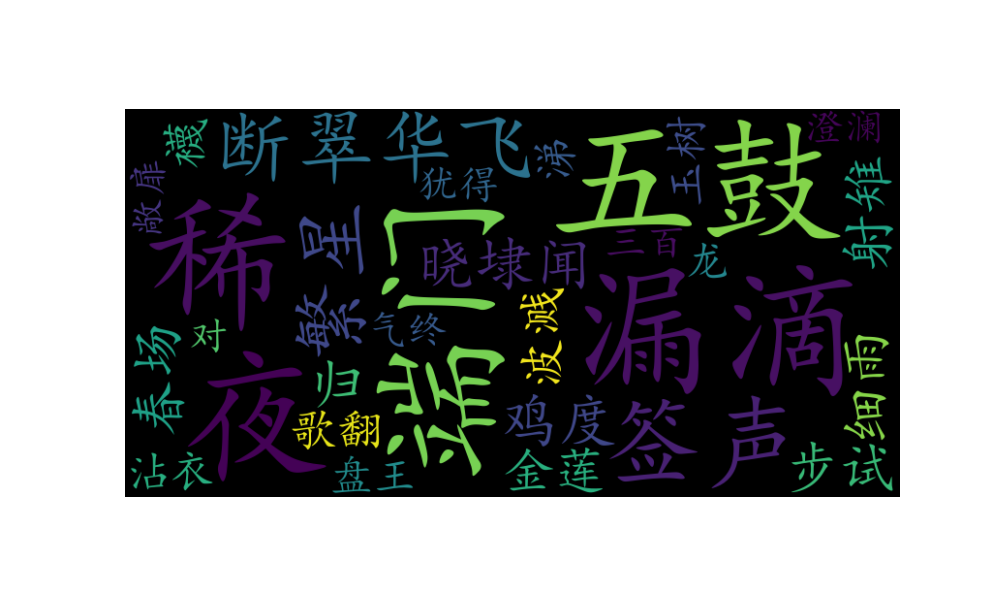 断翠华飞
五鼓
澄澜
袜
涕
玉树
敞扉
犹得
射雉
稀
繁星
端门
晓埭闻
三百
龙
漏滴
气终
波溅
对
春场
夜
归
歌翻
鸡度
签声
细雨
沾衣
盘王
金莲
步试